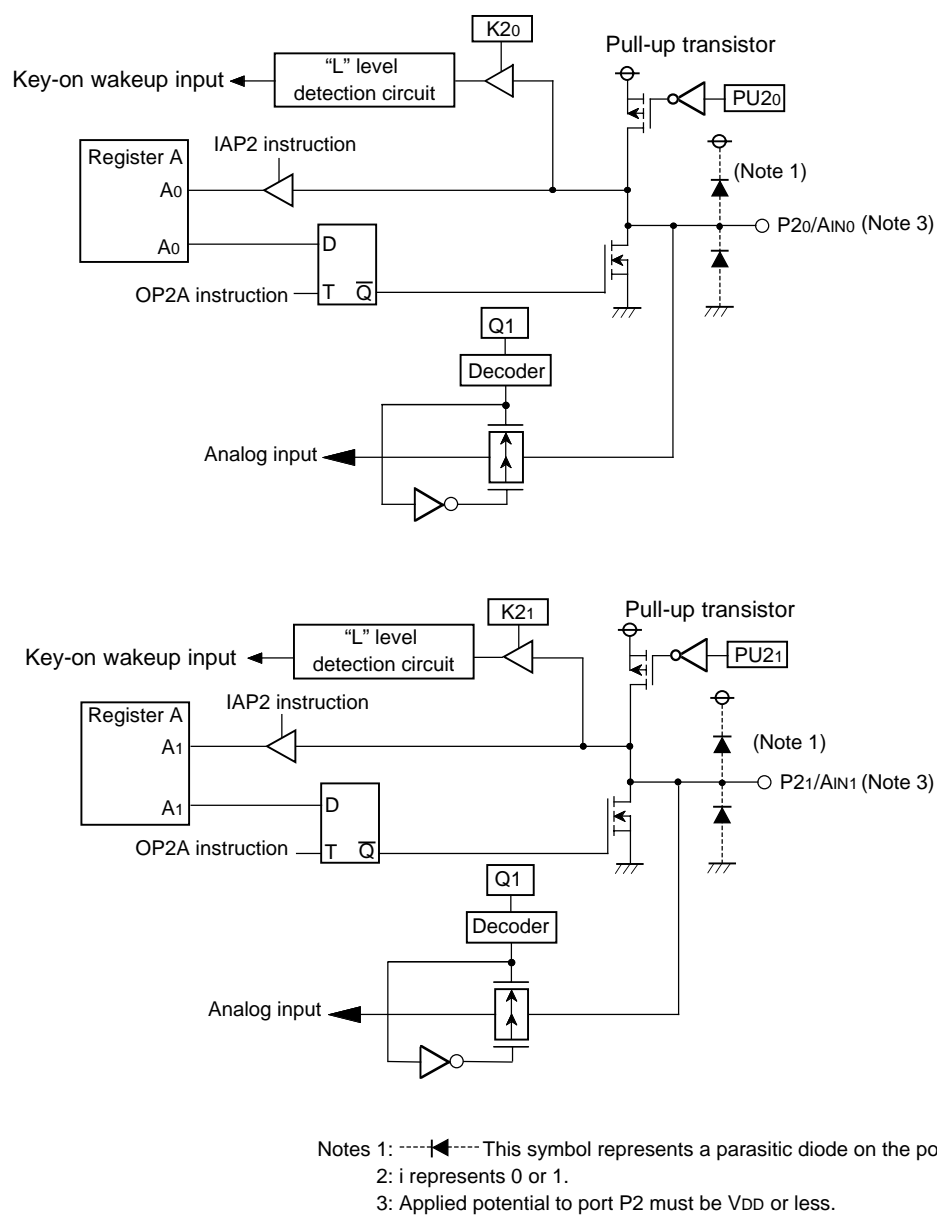 K20
Pull-up transistor
Key-on wakeup input
“L” level
detection circuit
PU20
Register A
IAP2 instruction
(Note 1)
A0
P20/AIN0 (Note 3)
A0
D
OP2A instruction
T Q̅
Q1
Decoder
Analog input
K21
Pull-up transistor
Key-on wakeup input
“L” level
detection circuit
PU21
Register A
IAP2 instruction
(Note 1)
A1
P21/AIN1 (Note 3)
A1
D
OP2A instruction
T Q̅
Q1
Decoder
Analog input
Notes 1: This symbol represents a parasitic diode on the po
2: i represents 0 or 1.
3: Applied potential to port P2 must be VDD or less.